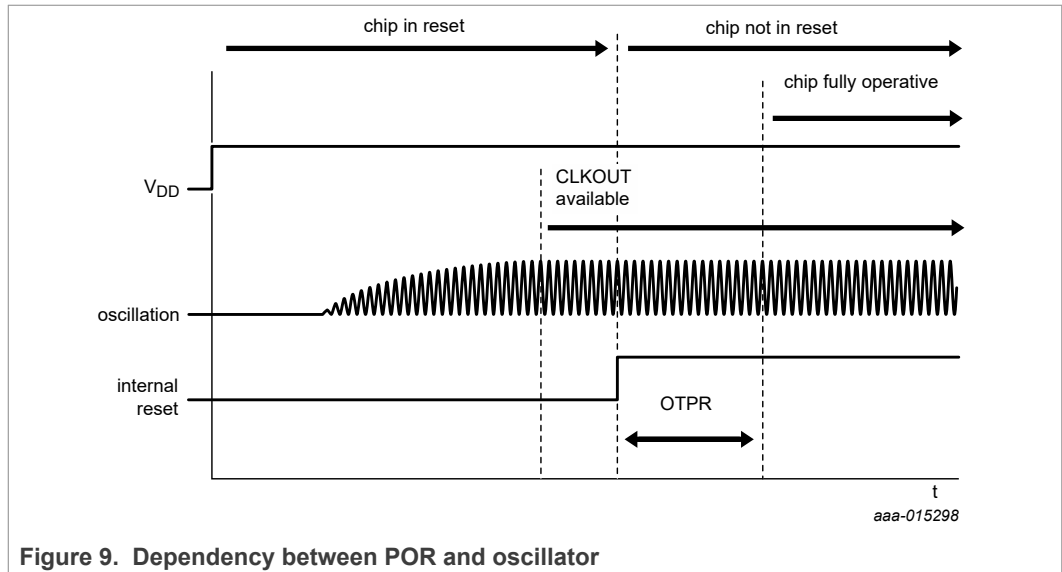 chip in reset
chip not in reset
chip fully operative
VDD
CLKOUT
available
oscillation
internal
reset
OTPR
t
aaa-015298
Figure 9. Dependency between POR and oscillator